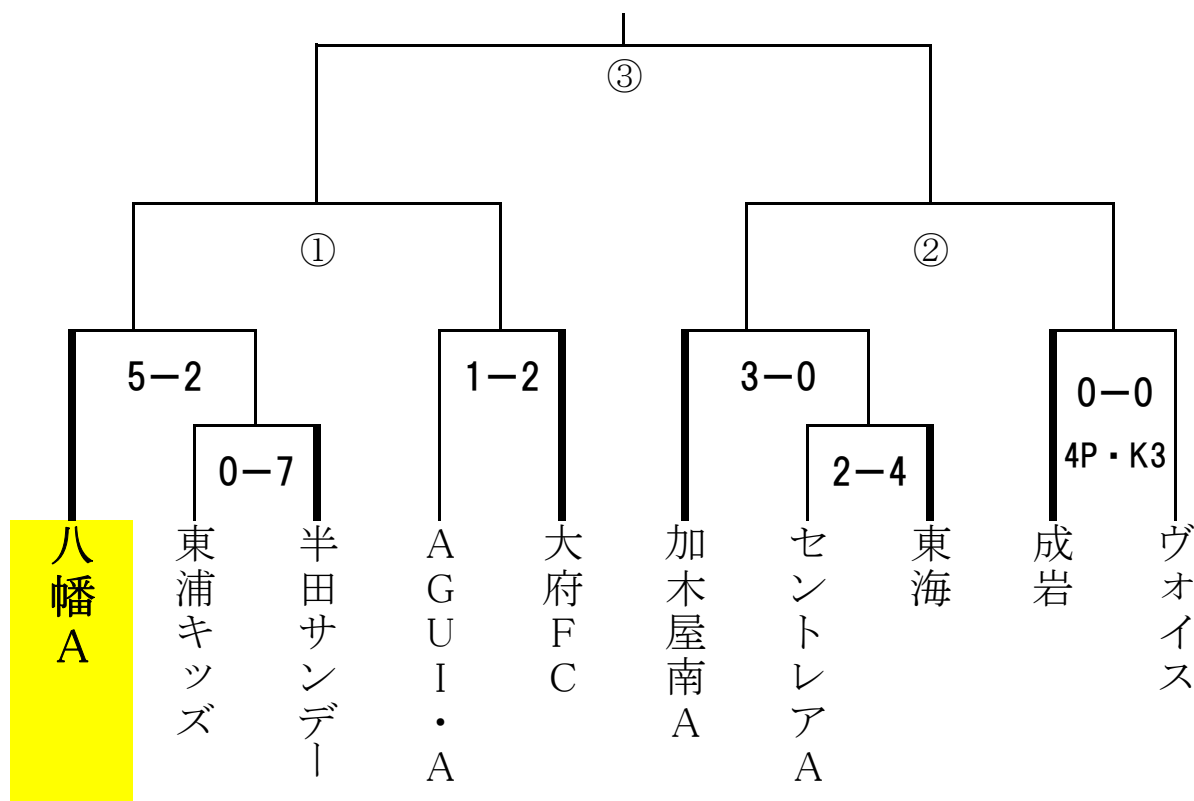 ③
①
②
5－2
1－2
3－0
0－0
4P・K3
0－7
2－4
八幡A
東浦キッズ
半田サンデー
AGUI・A
大府FC
加木屋南A
セントレアA
東海
成岩
ヴォイス